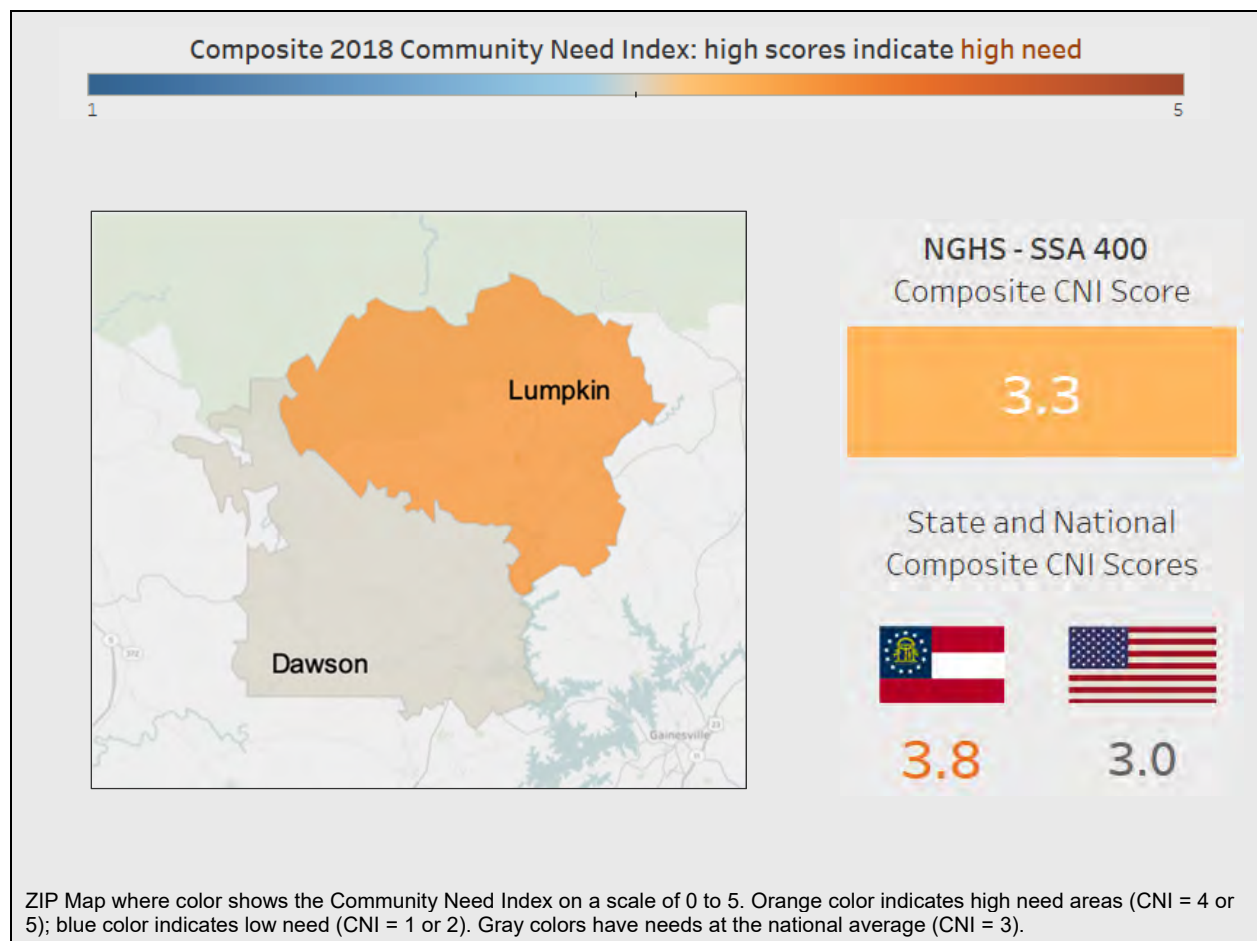 Composite 2018 Community Need Index: high scores indicate high need
1
5
Lumpkin
Dawson
Gainesville
23
NGHS - SSA 400
Composite CNI Score
3.3
State and National
Composite CNI Scores
3.8
3.0
ZIP Map where color shows the Community Need Index on a scale of 0 to 5. Orange color indicates high need areas (CNI = 4 or
5); blue color indicates low need (CNI = 1 or 2). Gray colors have needs at the national average (CNI = 3).